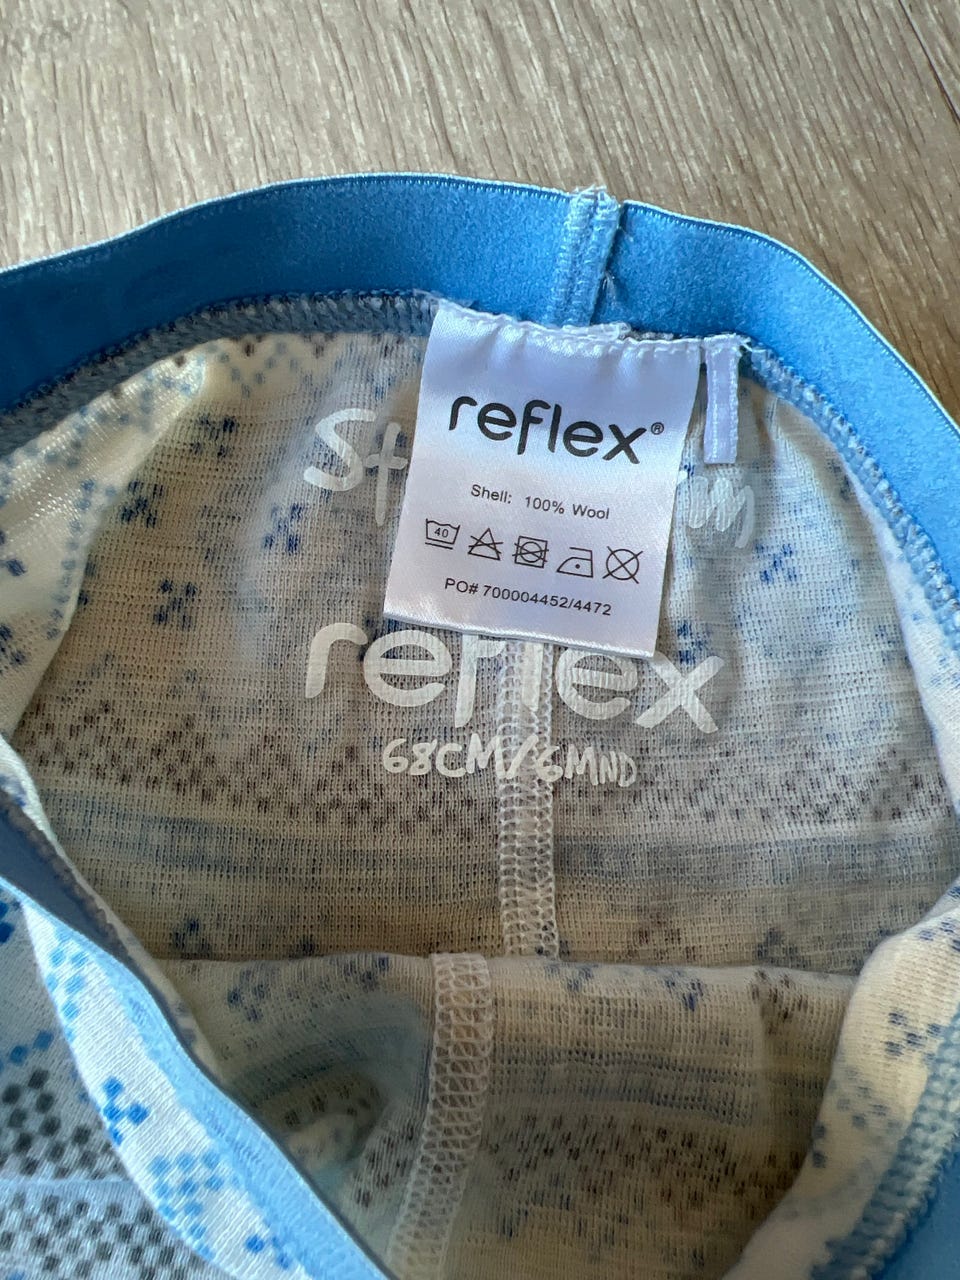 reflex®
Shell: 100% Wool
40
PO# 700004452/4472
reflex
68CM/6MND